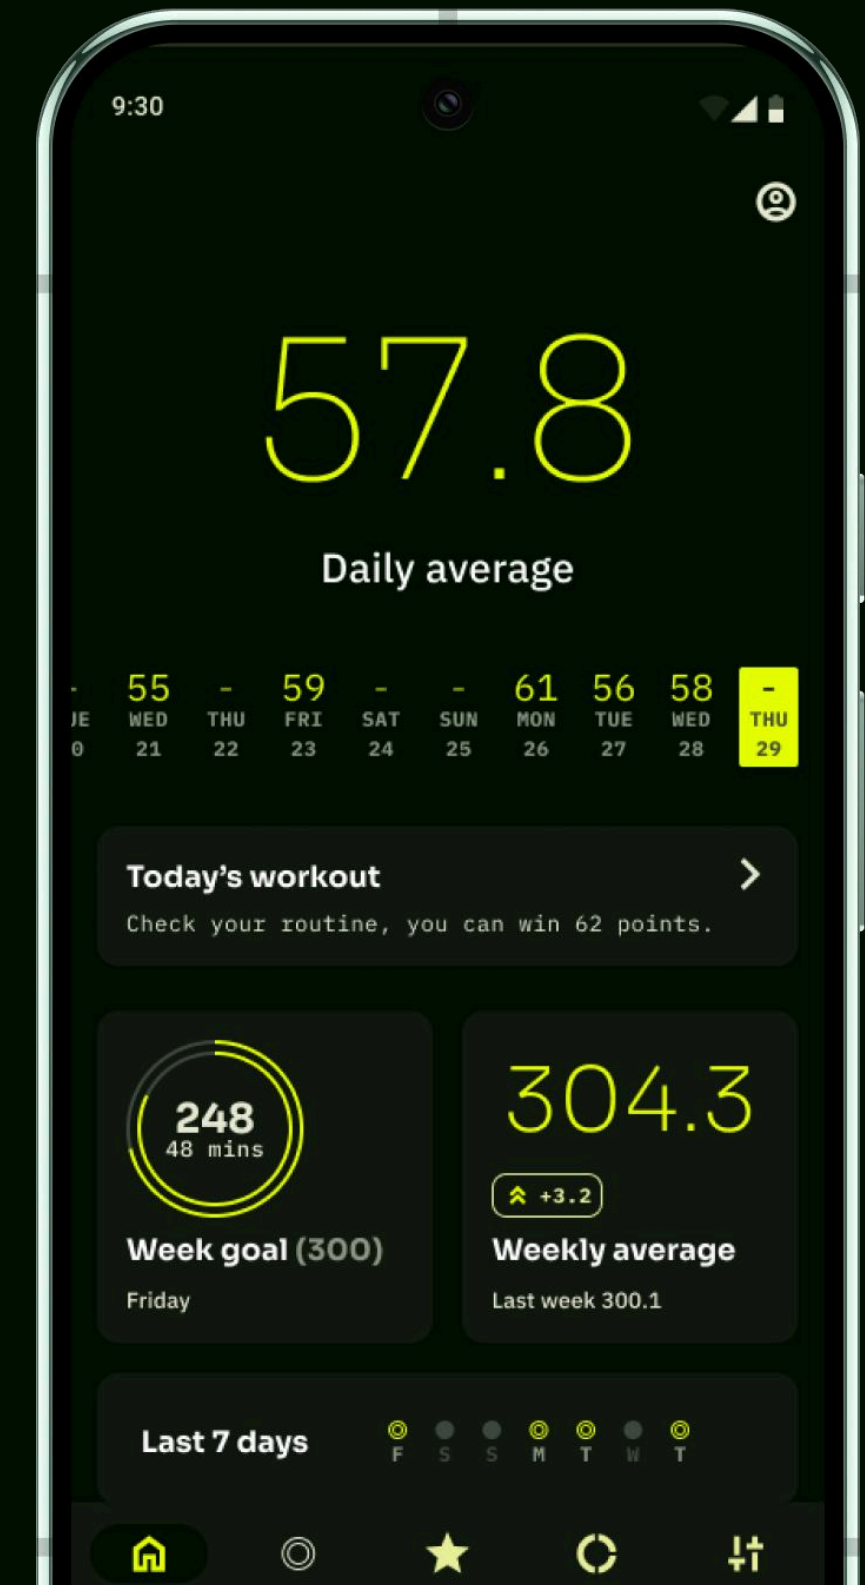 9:30
57.8
Daily average
- 55 - 59 - - 61 56 58 -
UE WED THU FRI SAT SUN MON TUE WED THU
0 21 22 23 24 25 26 27 28 29
Today's workout
Check your routine, you can win 62 points.
248
48 mins
Week goal (300)
Friday
304.3
+3.2
Weekly average
Last week 300.1
Last 7 days
F S S M T W T